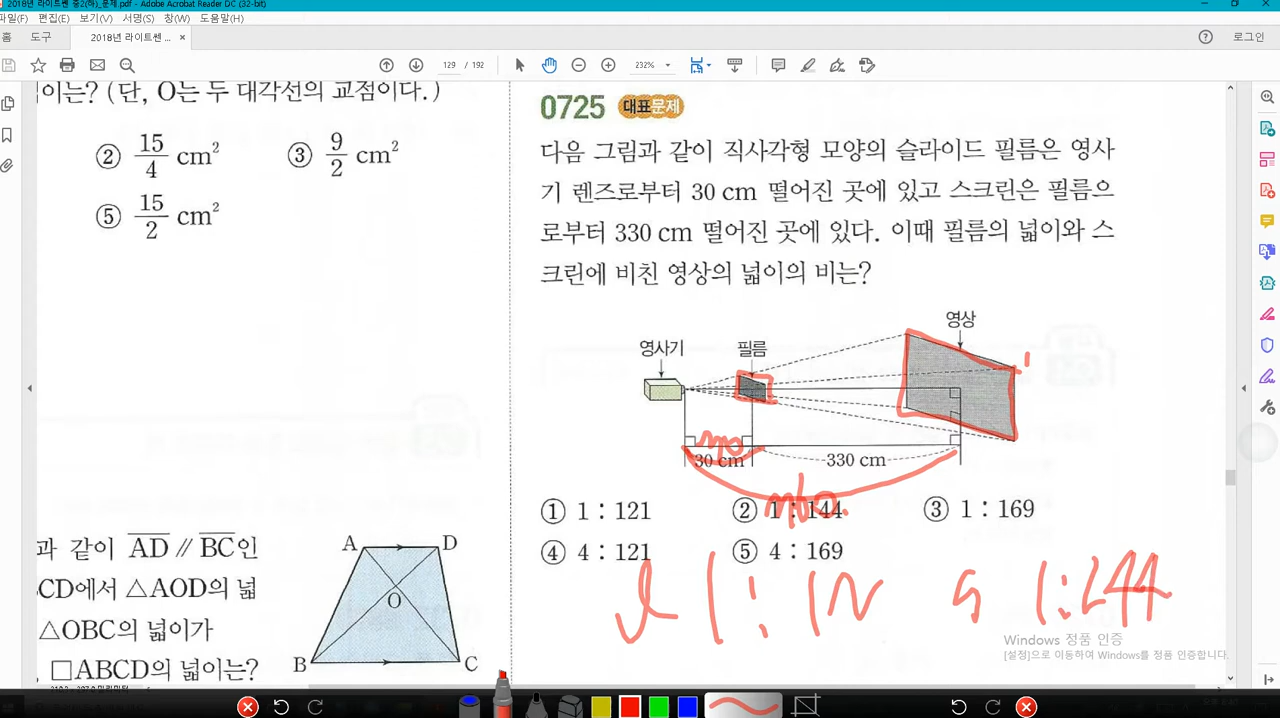 2018년 라이트쎈 중2(하)_문제.pdf - Adobe Acrobat Reader DC (32-bit)
파일(F) 편집(E) 보기(V) 서명(S) 창(W) 도움말(H)
홈 도구 2018년 라이트쎈 ... × 로그인
129 / 192 232%
이는? (단, O는 두 대각선의 교점이다.)
② 15/4 cm² ③ 9/2 cm²
⑤ 15/2 cm²
과 같이 AD // BC인
CD에서 △AOD의 넓
△OBC의 넓이가
□ABCD의 넓이는?
A D
O
B C
0725 대표문제
다음 그림과 같이 직사각형 모양의 슬라이드 필름은 영사
기 렌즈로부터 30 cm 떨어진 곳에 있고 스크린은 필름으
로부터 330 cm 떨어진 곳에 있다. 이때 필름의 넓이와 스
크린에 비친 영상의 넓이의 비는?
영상
영사기 필름
30 cm 330 cm
① 1 : 121 ② 1 : 144 ③ 1 : 169
④ 4 : 121 ⑤ 4 : 169
1 : 12 1:144
Windows 정품 인증
[설정]으로 이동하여 Windows를 정품 인증합니다.